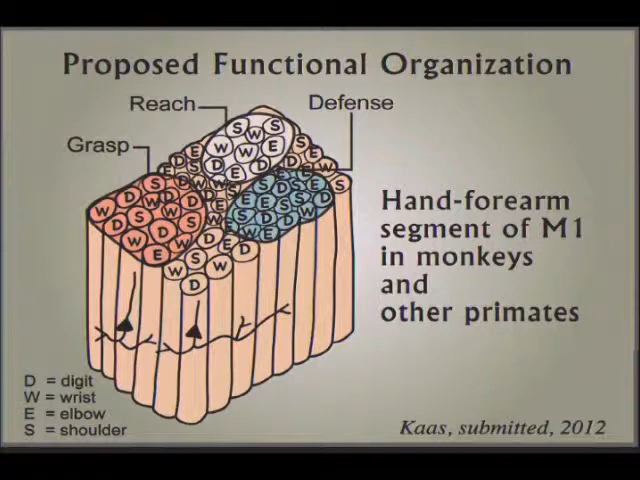 Proposed Functional Organization
Reach
Defense
Grasp
Hand-forearm
segment of M1
in monkeys
and
other primates
D = digit
W = wrist
E = elbow
S = shoulder
Kaas, submitted, 2012